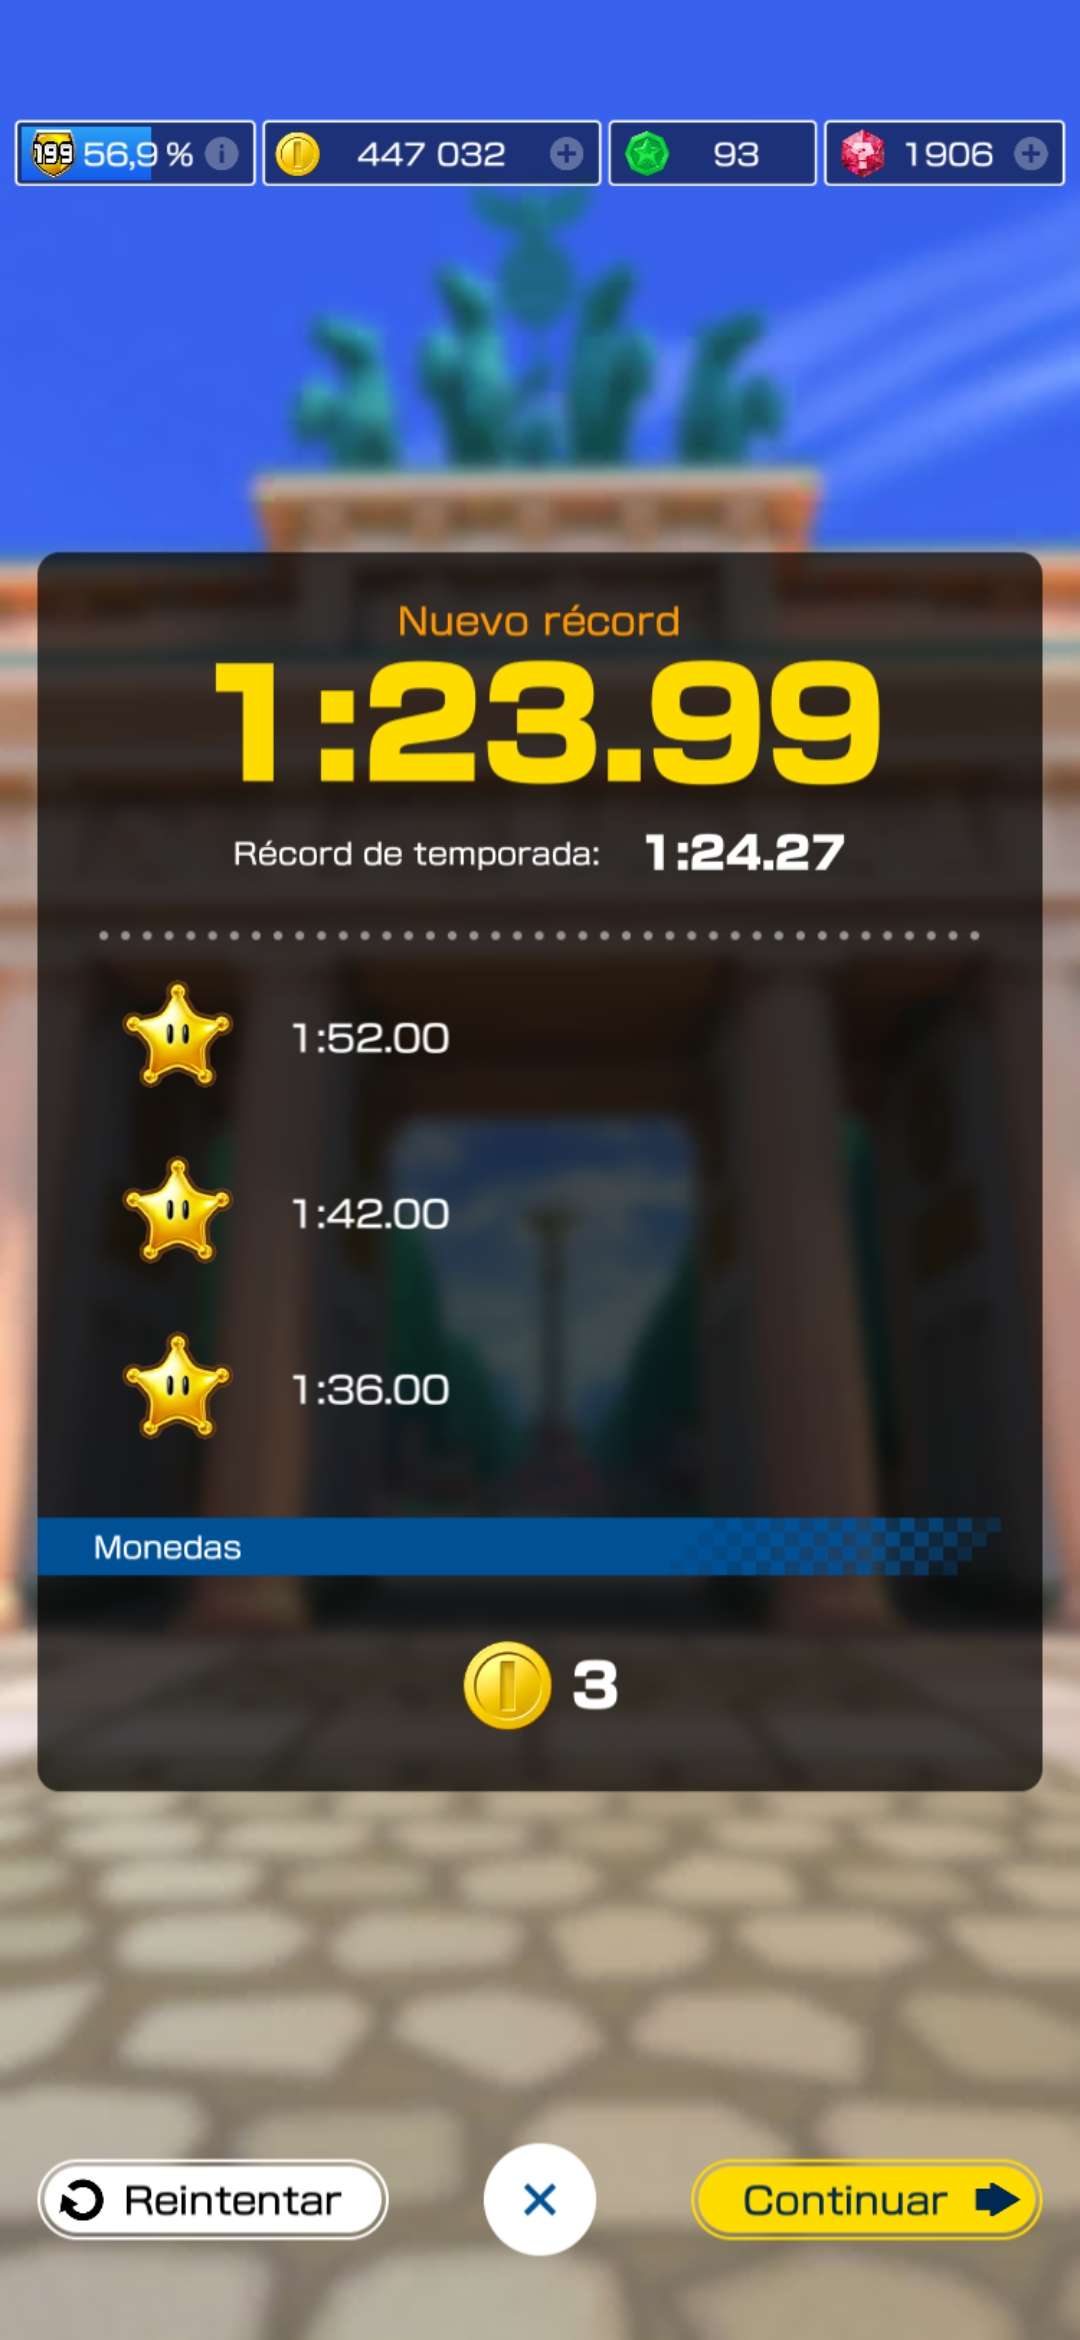 199 56,9 % i 447 032 + 93 ? 1906 +
Nuevo récord
1:23.99
Récord de temporada: 1:24.27
1:52.00
1:42.00
1:36.00
Monedas
3
Reintentar × Continuar